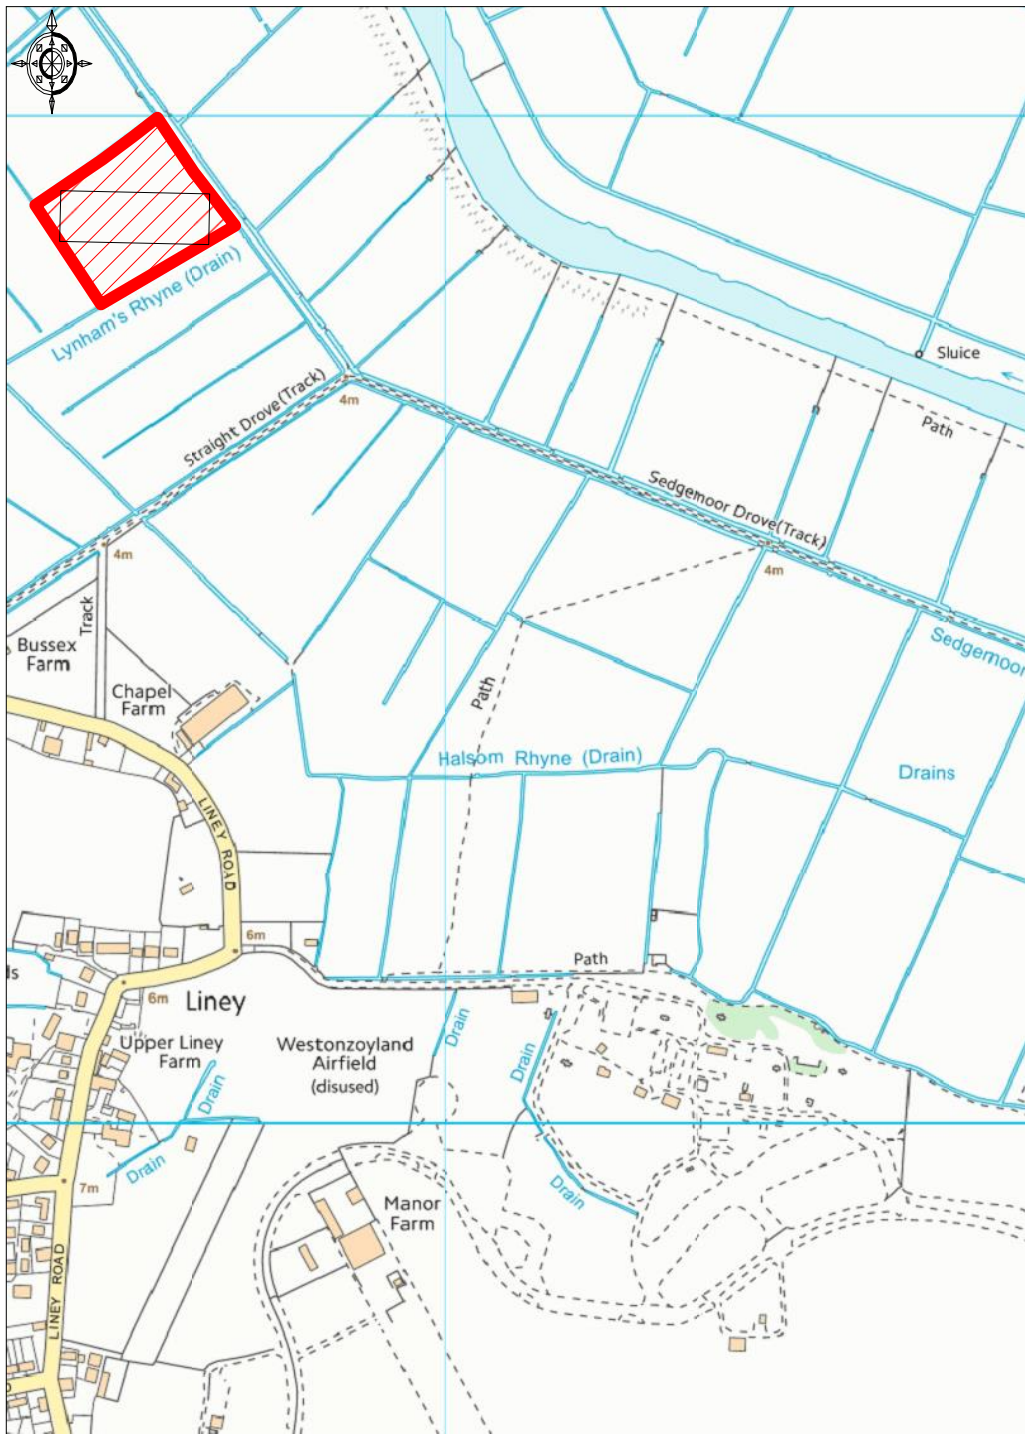 Lynham's Rhyne (Drain)
Sluice
Straight Drove(Track)
4m
Path
Sedgemoor Drove(Track)
4m
4m
Track
Sedgemoor
Bussex
Farm
Chapel
Farm
Path
Halsom Rhyne (Drain)
Drains
LINEY ROAD
6m
Path
ls
6m
Liney
Upper Liney
Farm
Westonzoyland
Airfield
(disused)
Drain
Drain
Drain
Drain
7m
Drain
Manor
Farm
LINEY ROAD